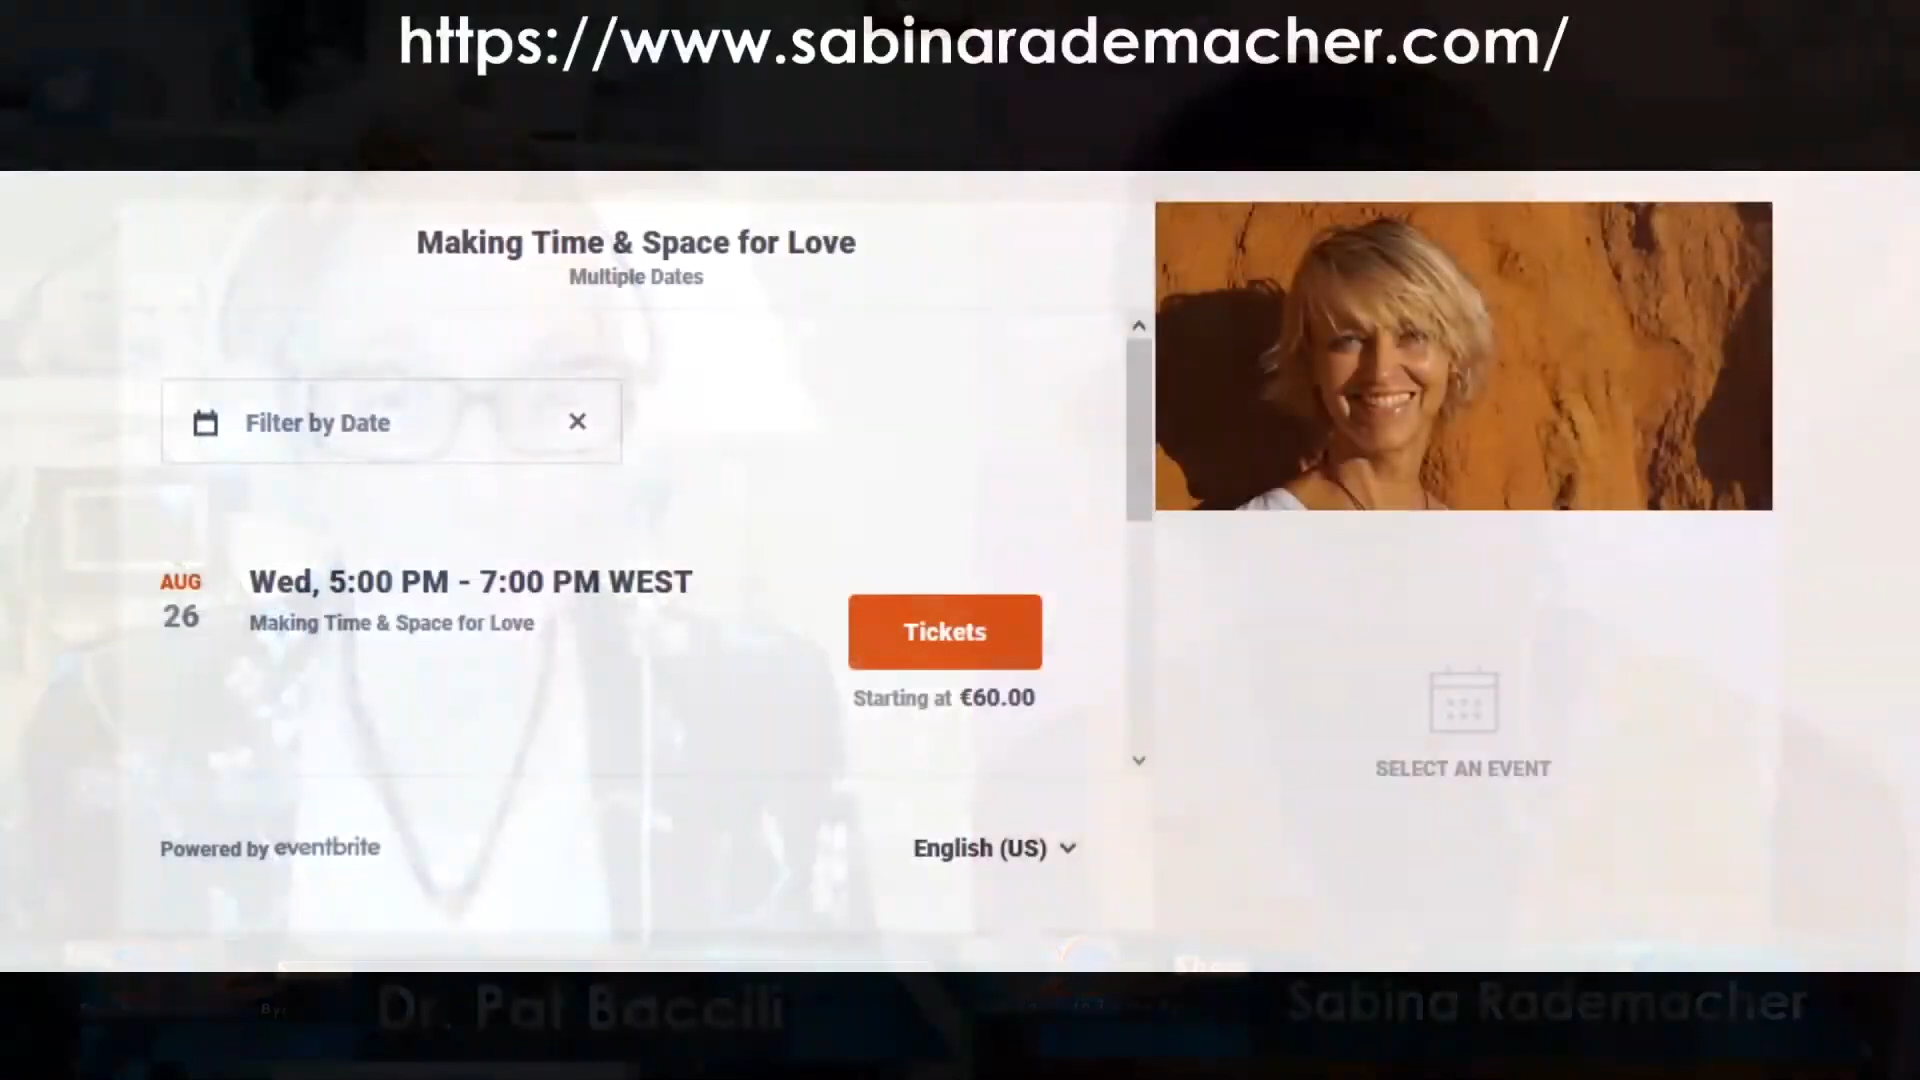 https://www.sabinarademacher.com/
Making Time & Space for Love
Multiple Dates
Filter by Date
AUG
26
Wed, 5:00 PM - 7:00 PM WEST
Making Time & Space for Love
Tickets
Starting at €60.00
SELECT AN EVENT
Powered by eventbrite
English (US)
Dr. Pat Baccili
Sabina Rademacher